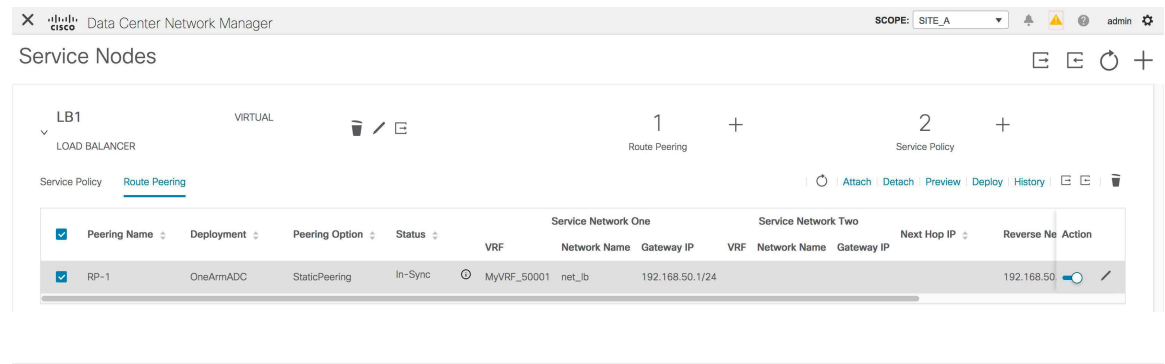 cisco Data Center Network Manager SCOPE: SITE_A admin
Service Nodes
LB1 VIRTUAL 1 2
LOAD BALANCER Route Peering Service Policy
Service Policy Route Peering Attach Detach Preview Deploy History
Service Network One Service Network Two
Peering Name Deployment Peering Option Status Next Hop IP Reverse Ne Action
VRF Network Name Gateway IP VRF Network Name Gateway IP
RP-1 OneArmADC StaticPeering In-Sync MyVRF_50001 net_lb 192.168.50.1/24 192.168.50.